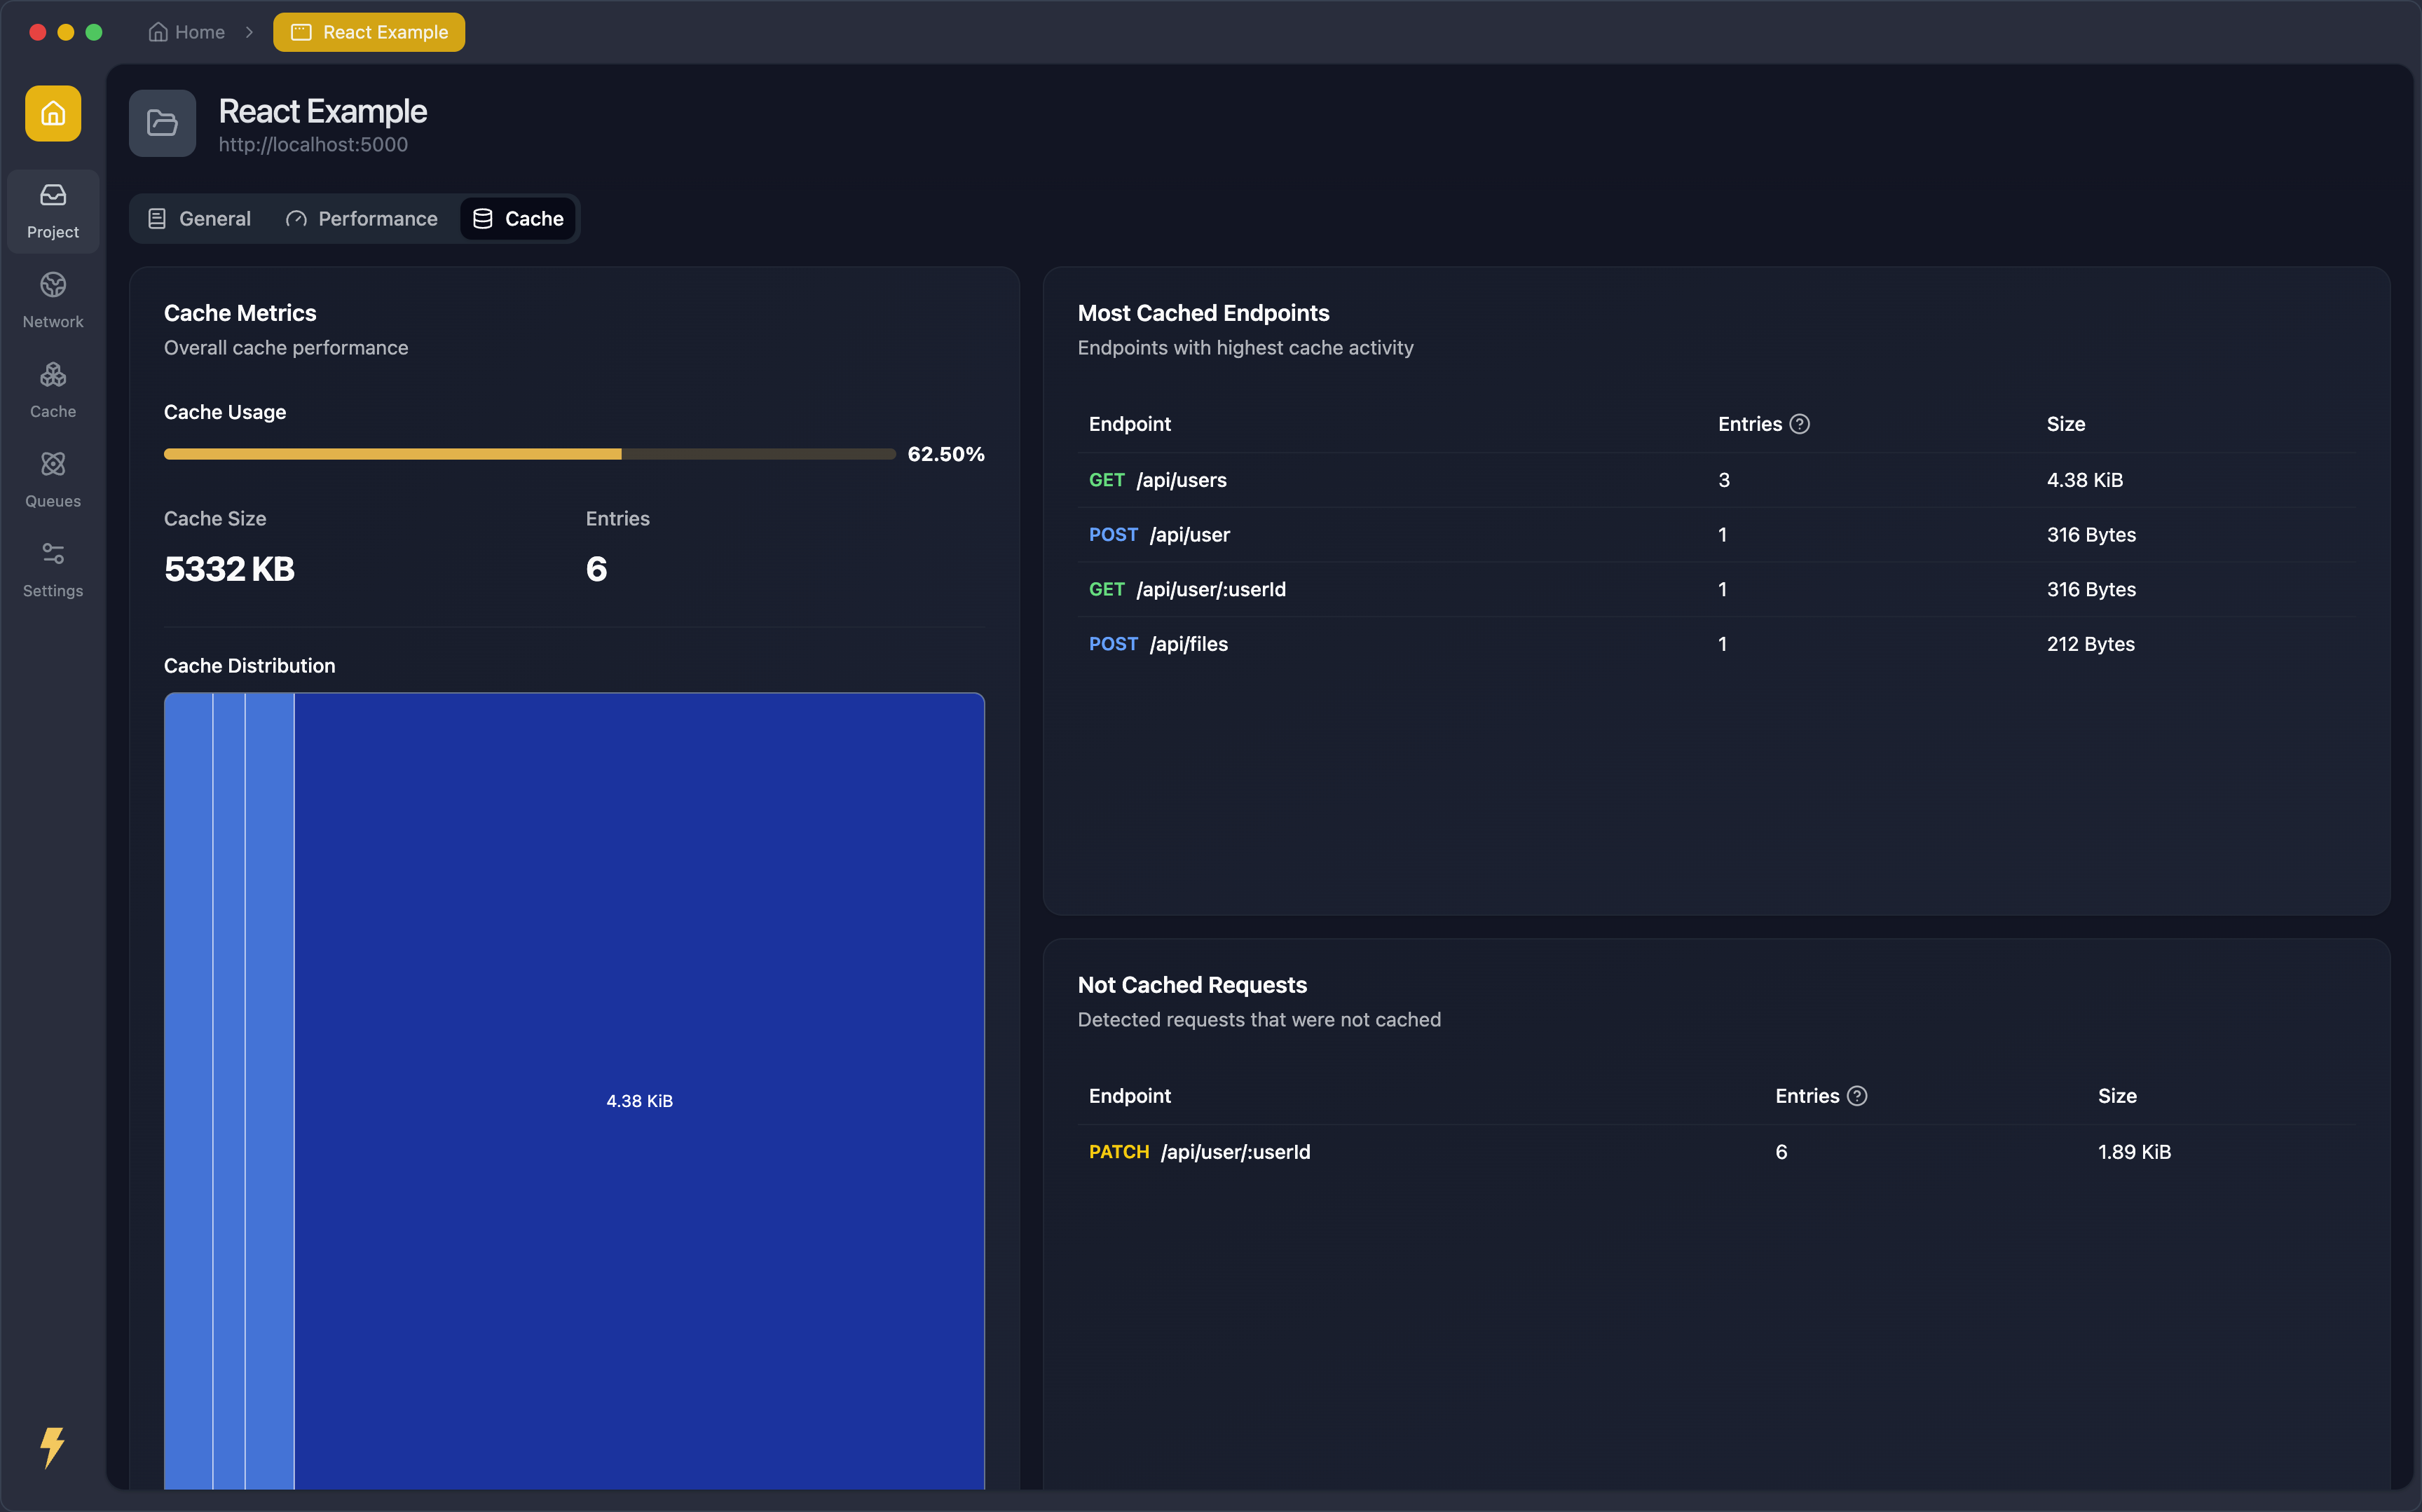 Home
React Example
Project
Network
Cache
Queues
Settings
React Example
http://localhost:5000
General
Performance
Cache
Cache Metrics
Overall cache performance
Cache Usage
62.50%
Cache Size
Entries
5332 KB
6
Cache Distribution
4.38 KiB
Most Cached Endpoints
Endpoints with highest cache activity
Endpoint Entries Size
GET /api/users 3 4.38 KiB
POST /api/user 1 316 Bytes
GET /api/user/:userId 1 316 Bytes
POST /api/files 1 212 Bytes
Not Cached Requests
Detected requests that were not cached
Endpoint Entries Size
PATCH /api/user/:userId 6 1.89 KiB